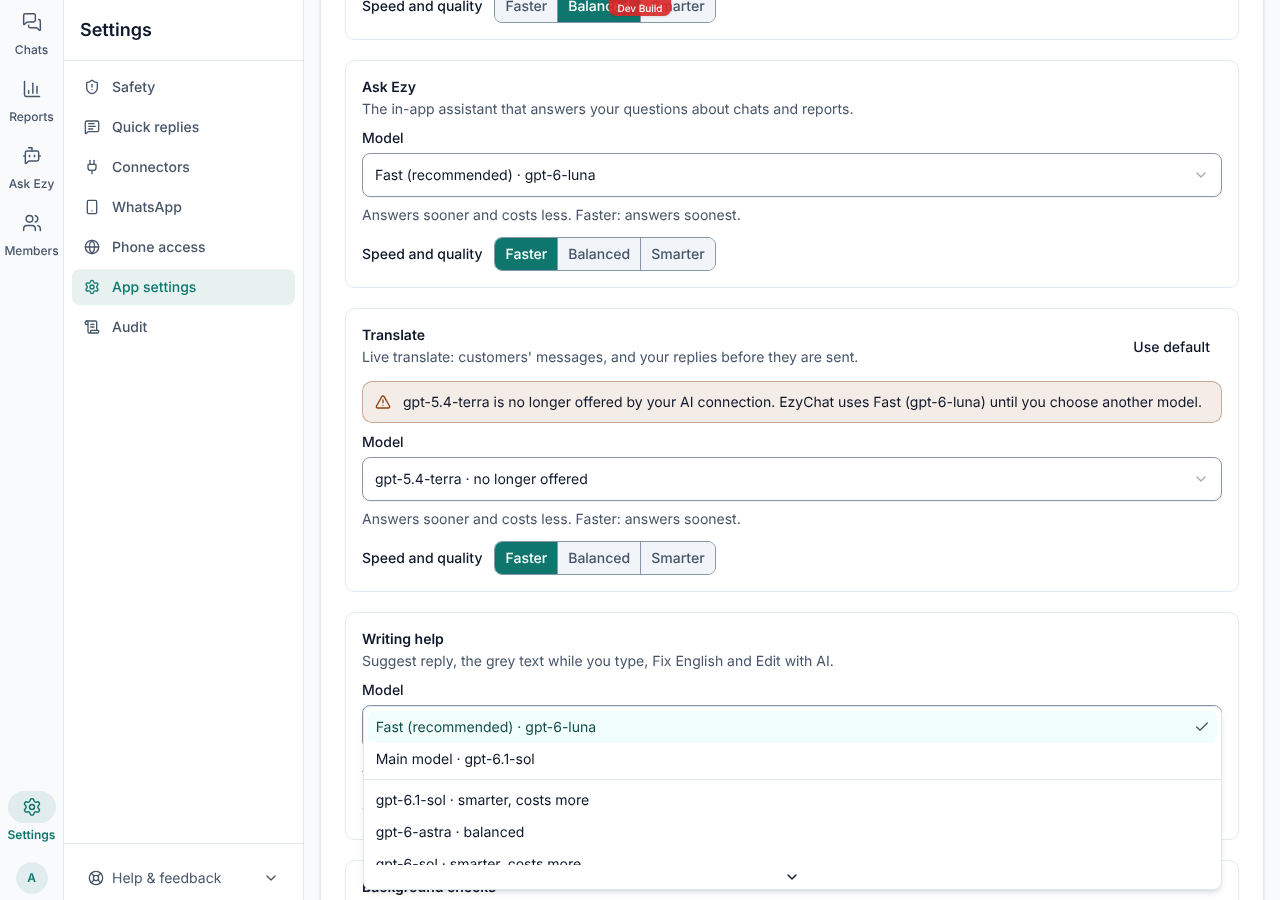 Chats
Reports
Ask Ezy
Members
Settings
A
Settings
Safety
Quick replies
Connectors
WhatsApp
Phone access
App settings
Audit
Help & feedback
Speed and quality
Faster
Dev Build
Ask Ezy
The in-app assistant that answers your questions about chats and reports.
Model
Fast (recommended) · gpt-6-luna
Answers sooner and costs less. Faster: answers soonest.
Speed and quality Faster Balanced Smarter
Translate
Live translate: customers' messages, and your replies before they are sent.
Use default
gpt-5.4-terra is no longer offered by your AI connection. EzyChat uses Fast (gpt-6-luna) until you choose another model.
Model
gpt-5.4-terra · no longer offered
Answers sooner and costs less. Faster: answers soonest.
Speed and quality Faster Balanced Smarter
Writing help
Suggest reply, the grey text while you type, Fix English and Edit with AI.
Model
Fast (recommended) · gpt-6-luna
Main model · gpt-6.1-sol
gpt-6.1-sol · smarter, costs more
gpt-6-astra · balanced
gpt-6-sol · smarter, costs more
Background checks